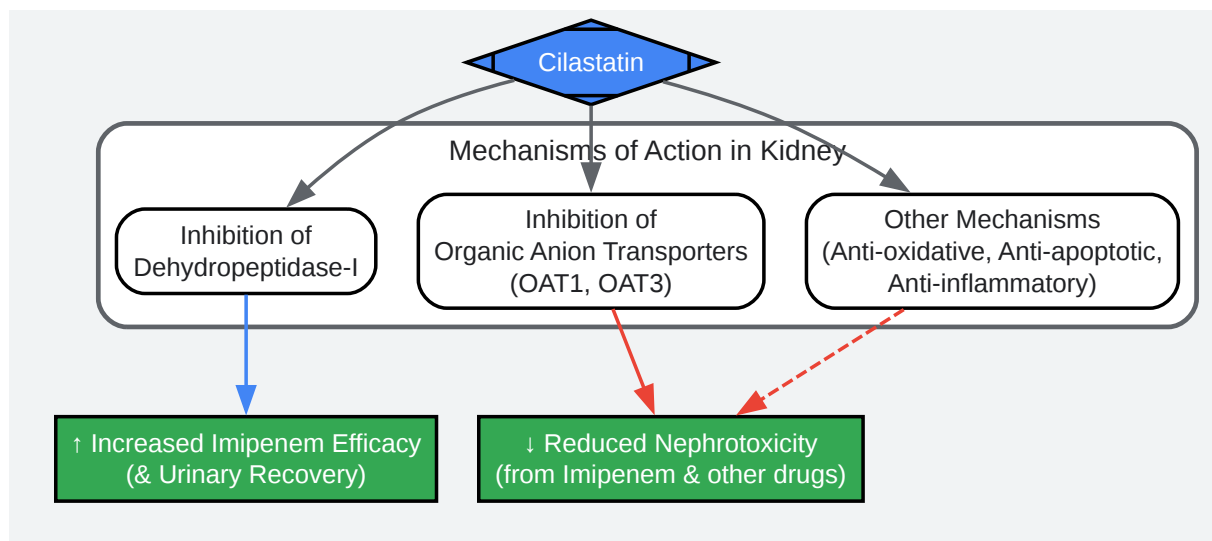 Cilastatin
Mechanisms of Action in Kidney
Inhibition of
Dehydropeptidase-I
Inhibition of
Organic Anion Transporters
(OAT1, OAT3)
Other Mechanisms
(Anti-oxidative, Anti-apoptotic,
Anti-inflammatory)
↑ Increased Imipenem Efficacy
(& Urinary Recovery)
↓ Reduced Nephrotoxicity
(from Imipenem & other drugs)